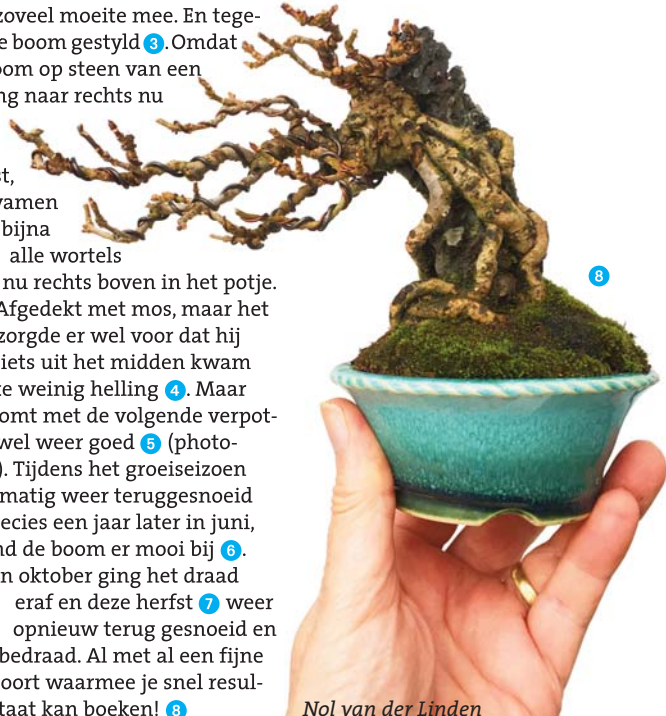 zoveel moeite mee. En tege-
e boom gestyld 3. Omdat
oom op steen van een
ng naar rechts nu
st,
wamen
bijna
alle wortels
nu rechts boven in het potje.
Afgedekt met mos, maar het
zorgde er wel voor dat hij
iets uit het midden kwam
te weinig helling 4. Maar
omt met de volgende verpot-
wel weer goed 5 (photo-
). Tijdens het groeiseizoen
matig weer teruggesnoeid
ecies een jaar later in juni,
nd de boom er mooi bij 6.
n oktober ging het draad
eraf en deze herfst 7 weer
opnieuw terug gesnoeid en
bedraad. Al met al een fijne
oort waarmee je snel resul-
taat kan boeken! 8
8
Nol van der Linden